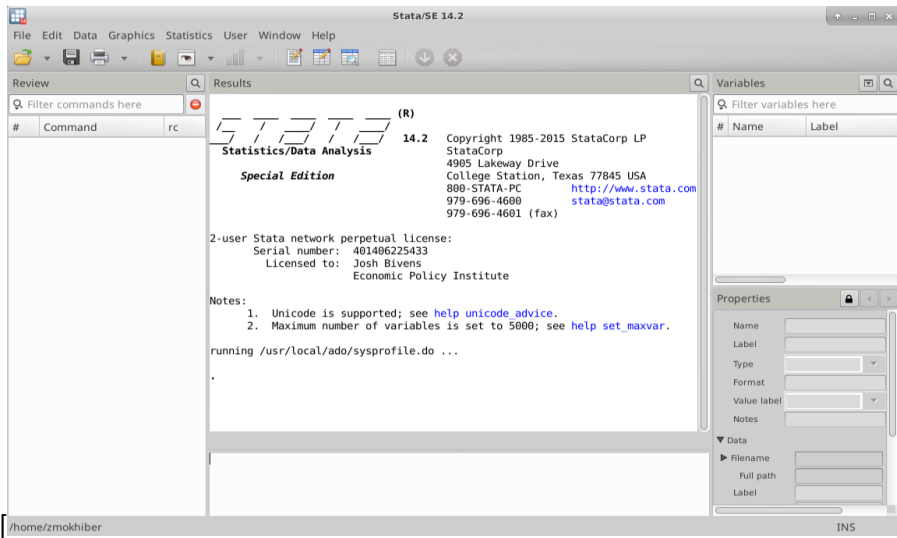 Stata/SE 14.2
File Edit Data Graphics Statistics User Window Help
Review
Filter commands here
# Command rc
Results
(R)
14.2 Copyright 1985-2015 StataCorp LP
Statistics/Data Analysis StataCorp
4905 Lakeway Drive
Special Edition College Station, Texas 77845 USA
800-STATA-PC http://www.stata.com
979-696-4600 stata@stata.com
979-696-4601 (fax)
2-user Stata network perpetual license:
Serial number: 401406225433
Licensed to: Josh Bivens
Economic Policy Institute
Notes:
1. Unicode is supported; see help unicode_advice.
2. Maximum number of variables is set to 5000; see help set_maxvar.
running /usr/local/ado/sysprofile.do ...
.
Variables
Filter variables here
# Name Label
Properties
Name
Label
Type
Format
Value label
Notes
Data
Filename
Full path
Label
[
/home/zmokhiber INS